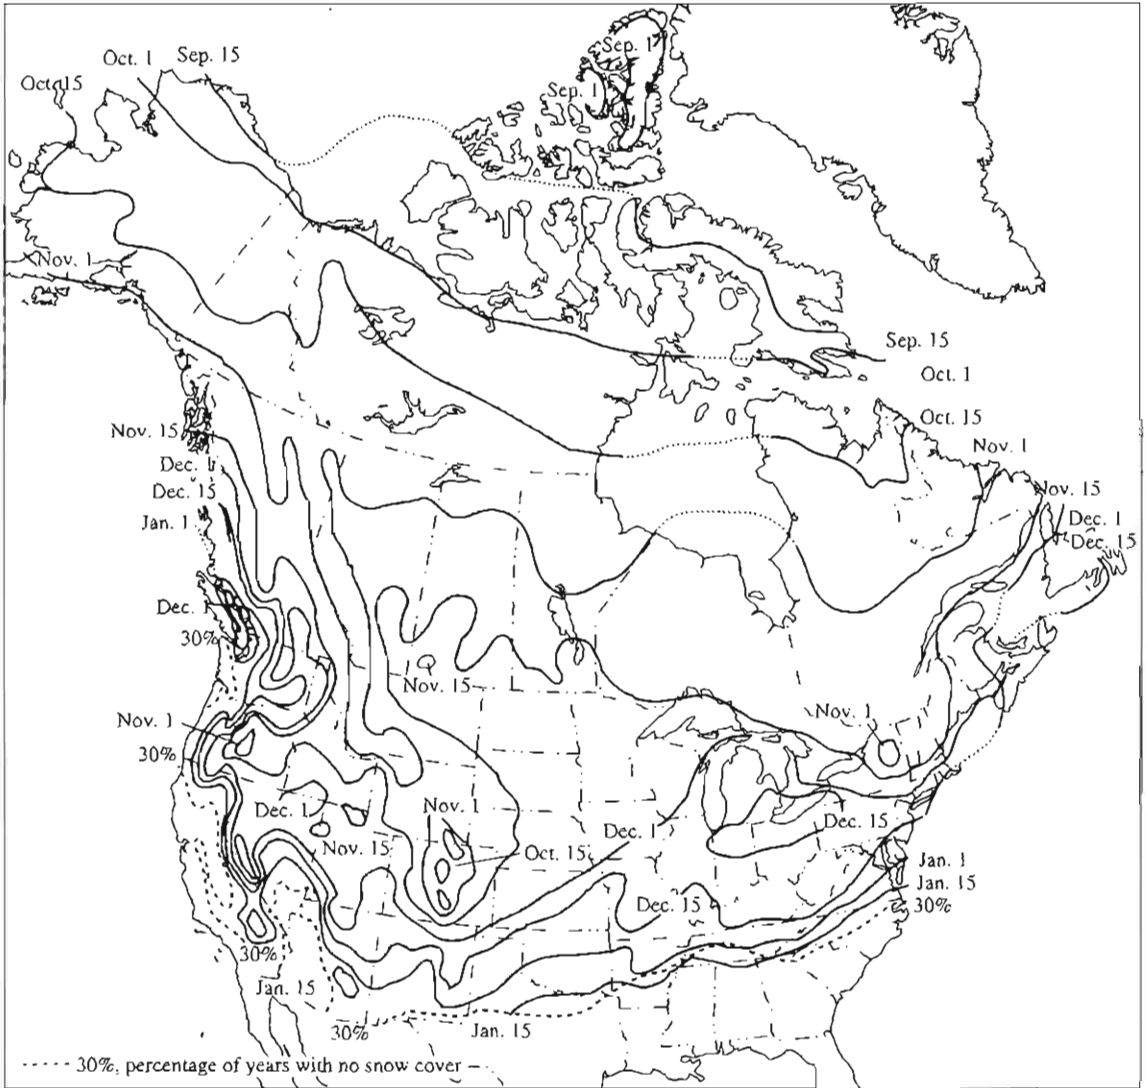 Sep. 1
Oct. 1
Sep. 15
Oct. 15
Sep. 1
Nov. 1
Sep. 15
Oct. 1
Oct. 15
Nov. 15
Nov. 1
Dec. 1
Dec. 15
Nov. 15
Jan. 1
Dec. 1
Dec. 15
Dec. 1
30%
Nov. 15
Nov. 1
Nov. 1
30%
Dec. 1
Nov. 1
Dec. 1
Dec. 15
Nov. 15
Oct. 15
Jan. 1
Jan. 15
Dec. 15
30%
30%
Jan. 15
30%
Jan. 15
30%, percentage of years with no snow cover